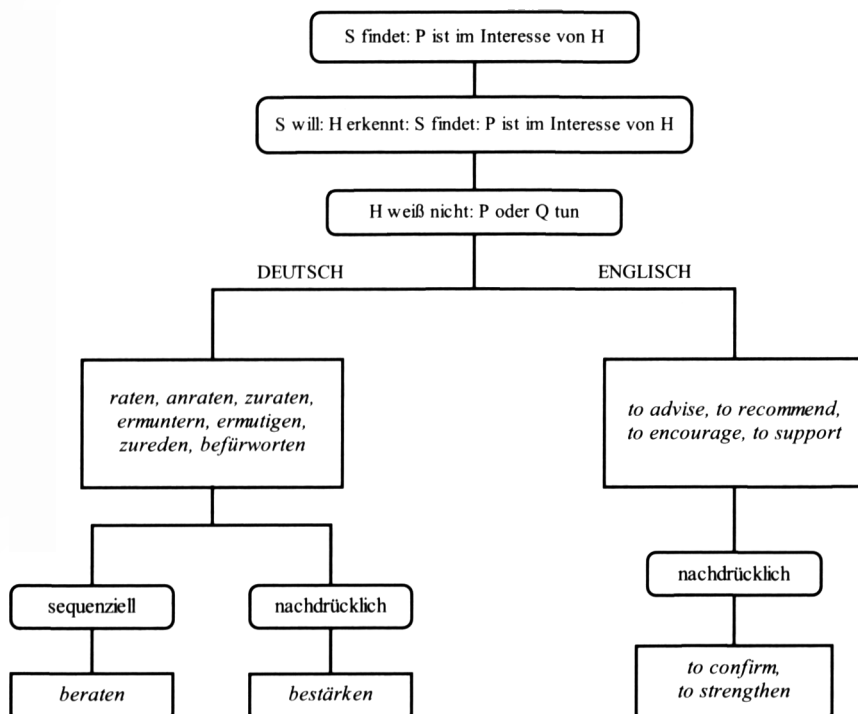 S findet: P ist im Interesse von H
S will: H erkennt: S findet: P ist im Interesse von H
H weiß nicht: P oder Q tun
DEUTSCH
ENGLISCH
raten, anraten, zuraten,
ermuntern, ermutigen,
zureden, befürworten
to advise, to recommend,
to encourage, to support
sequenziell
nachdrücklich
nachdrücklich
beraten
bestärken
to confirm,
to strengthen